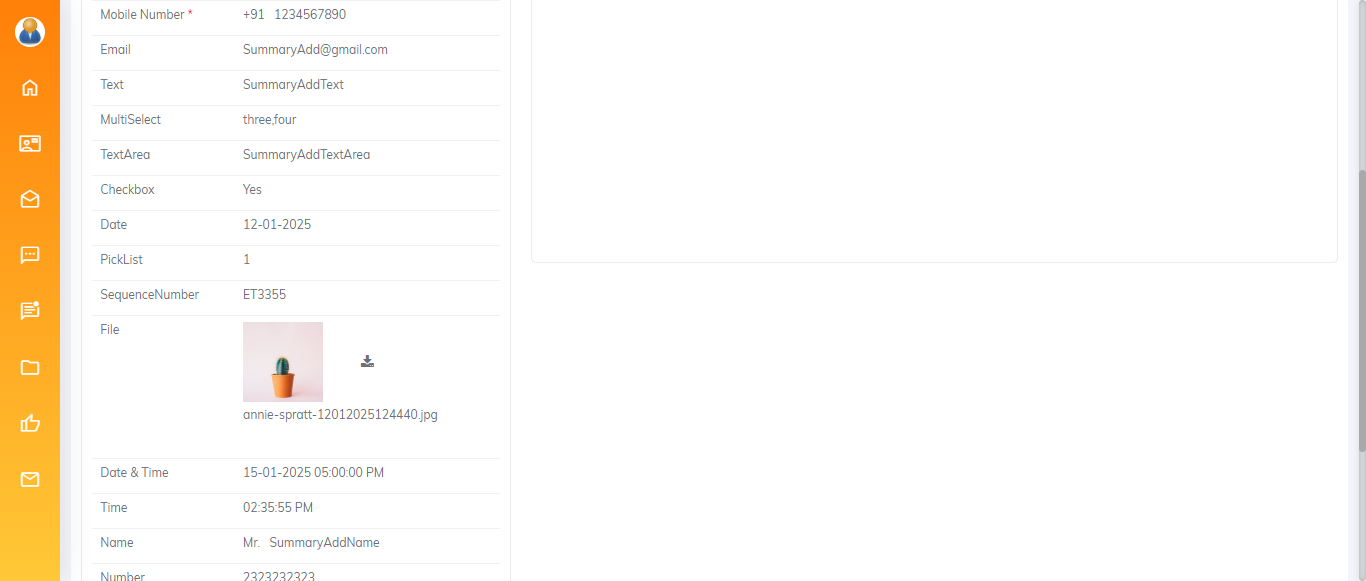 Mobile Number * +91 1234567890
Email SummaryAdd@gmail.com
Text SummaryAddText
MultiSelect three,four
TextArea SummaryAddTextArea
Checkbox Yes
Date 12-01-2025
PickList 1
SequenceNumber ET3355
File
annie-spratt-12012025124440.jpg
Date & Time 15-01-2025 05:00:00 PM
Time 02:35:55 PM
Name Mr. SummaryAddName
Number 2323232323